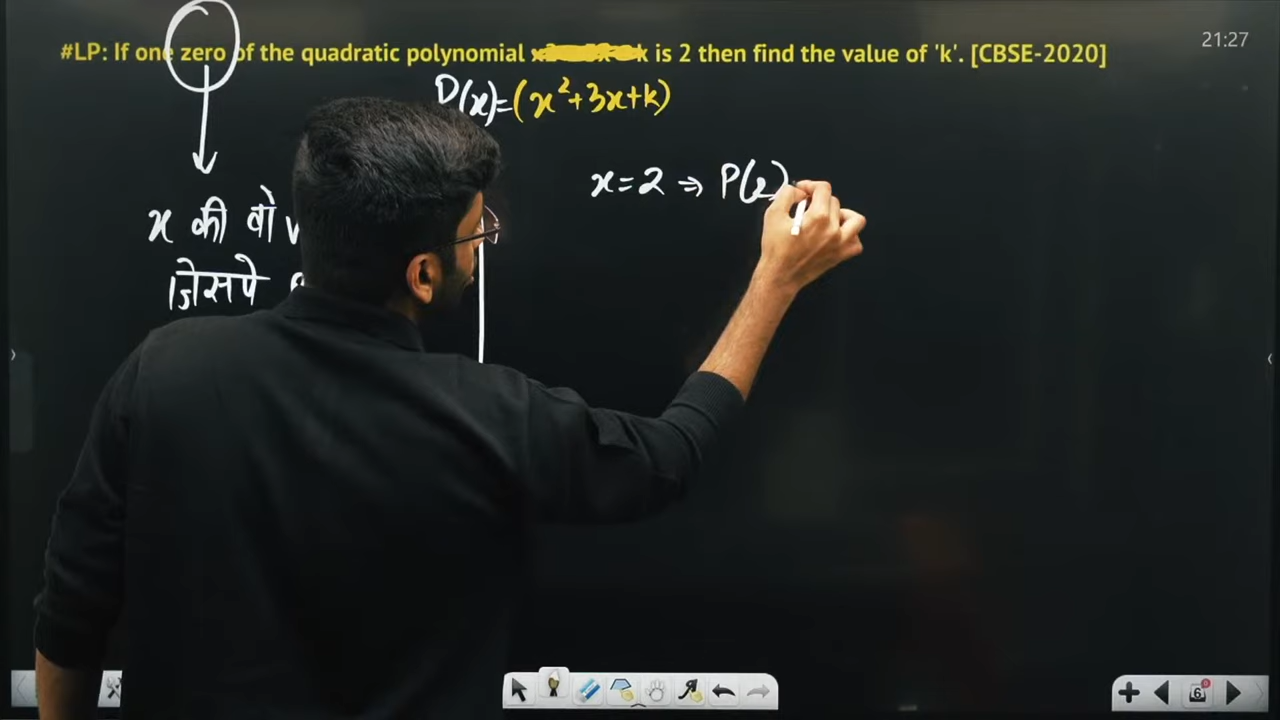 21:27
#LP: If one zero of the quadratic polynomial is 2 then find the value of 'k'. [CBSE-2020]
P(x)=(x²+3x+k)
x=2 ⇒ P(2)
x की वो
जिसपे
6